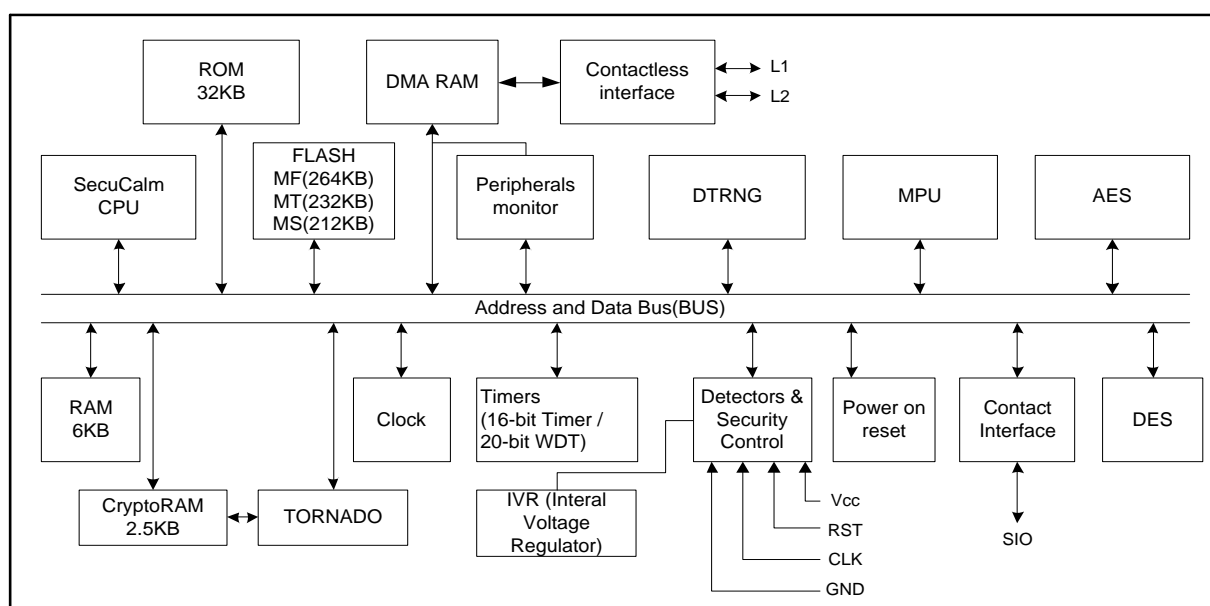 ROM
32KB
DMA RAM
Contactless
interface
L1
L2
SecuCalm
CPU
FLASH
MF(264KB)
MT(232KB)
MS(212KB)
Peripherals
monitor
DTRNG
MPU
AES
Address and Data Bus(BUS)
RAM
6KB
Clock
Timers
(16-bit Timer /
20-bit WDT)
Detectors &
Security
Control
Power on
reset
Contact
Interface
DES
CryptoRAM
2.5KB
TORNADO
IVR (Interal
Voltage
Regulator)
Vcc
RST
CLK
GND
SIO